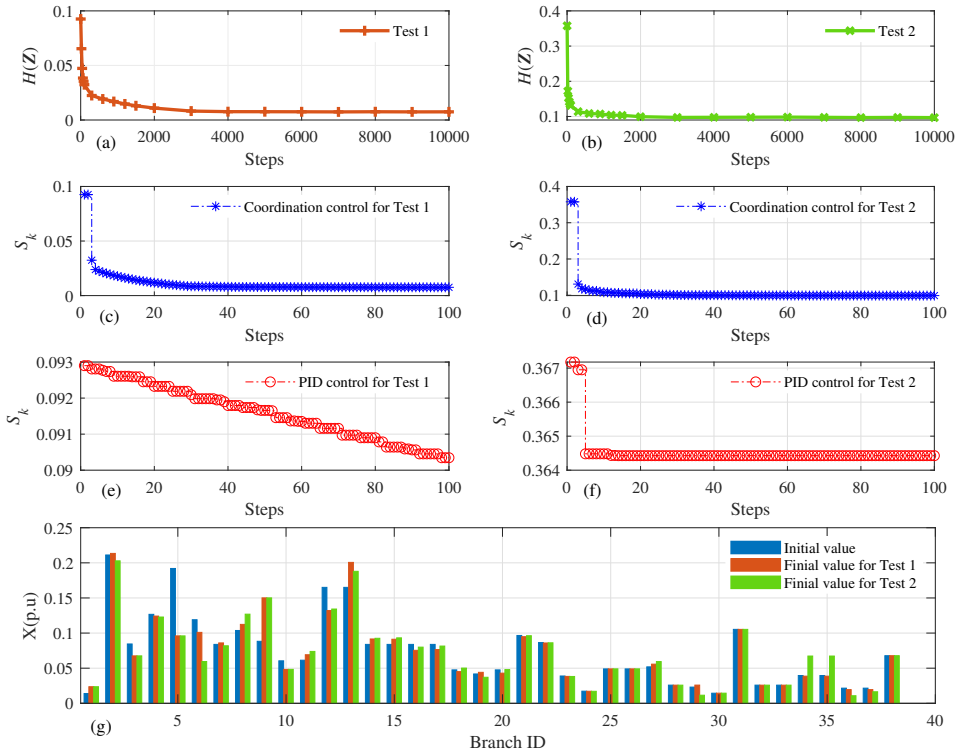 0.1
0.05
0
H(Z)
Test 1
(a)
0 2000 4000 6000 8000 10000
Steps
0.4
0.3
0.2
0.1
H(Z)
Test 2
(b)
0 2000 4000 6000 8000 10000
Steps
0.1
0.05
0
S_k
Coordination control for Test 1
(c)
0 20 40 60 80 100
Steps
0.4
0.3
0.2
0.1
S_k
Coordination control for Test 2
(d)
0 20 40 60 80 100
Steps
0.093
0.092
0.091
0.09
S_k
PID control for Test 1
(e)
0 20 40 60 80 100
Steps
0.367
0.366
0.365
0.364
S_k
PID control for Test 2
(f)
0 20 40 60 80 100
Steps
0.25
0.2
0.15
0.1
0.05
0
X(p.u)
Initial value
Finial value for Test 1
Finial value for Test 2
(g)
5 10 15 20 25 30 35 40
Branch ID